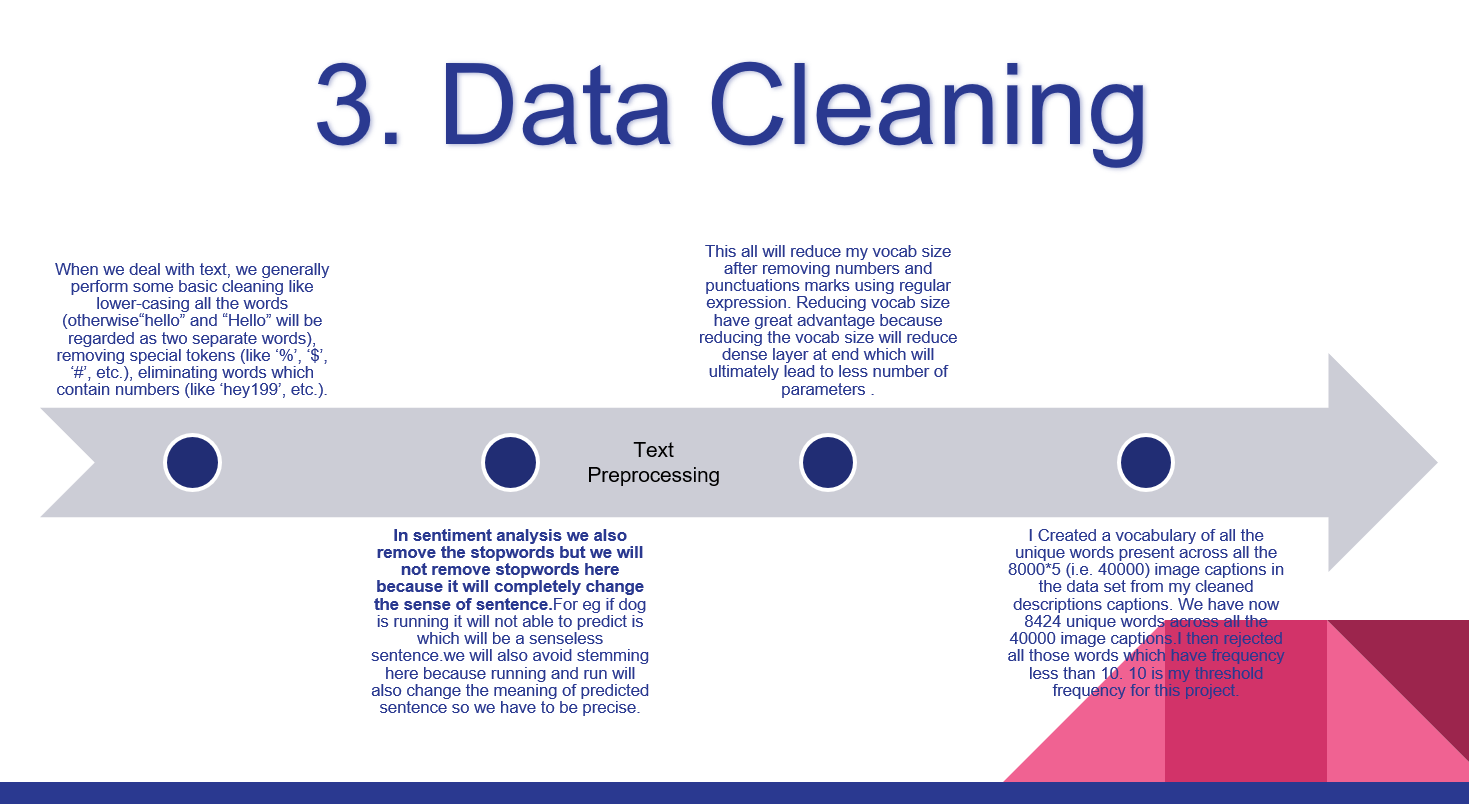 3. Data Cleaning
When we deal with text, we generally
perform some basic cleaning like
lower-casing all the words
(otherwise“hello” and “Hello” will be
regarded as two separate words),
removing special tokens (like ‘%’, ‘$’,
‘#’, etc.), eliminating words which
contain numbers (like ‘hey199’, etc.).
In sentiment analysis we also
remove the stopwords but we will
not remove stopwords here
because it will completely change
the sense of sentence.For eg if dog
is running it will not able to predict is
which will be a senseless
sentence.we will also avoid stemming
here because running and run will
also change the meaning of predicted
sentence so we have to be precise.
Text
Preprocessing
This all will reduce my vocab size
after removing numbers and
punctuations marks using regular
expression. Reducing vocab size
have great advantage because
reducing the vocab size will reduce
dense layer at end which will
ultimately lead to less number of
parameters .
I Created a vocabulary of all the
unique words present across all the
8000*5 (i.e. 40000) image captions in
the data set from my cleaned
descriptions captions. We have now
8424 unique words across all the
40000 image captions.I then rejected
all those words which have frequency
less than 10. 10 is my threshold
frequency for this project.